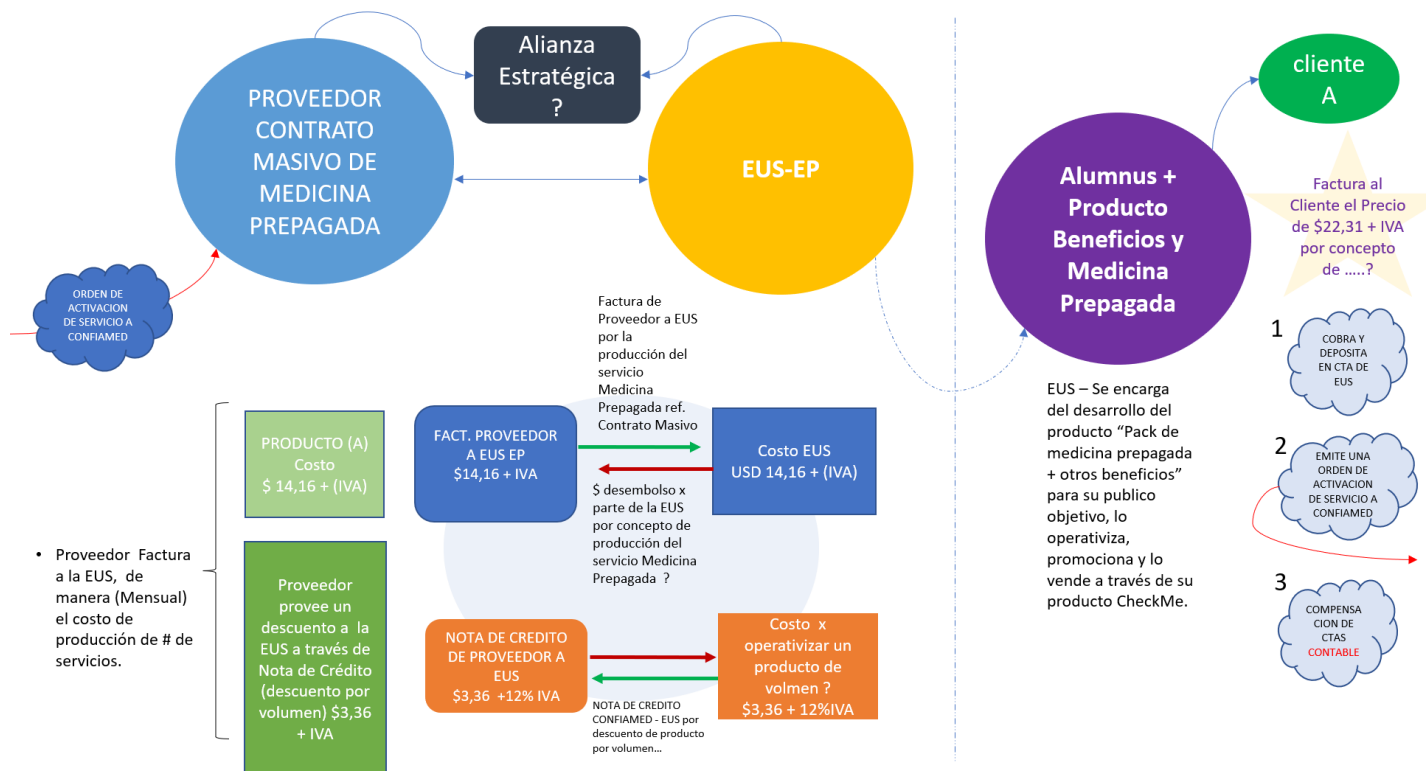 Alianza
Estratégica
?
PROVEEDOR
CONTRATO
MASIVO DE
MEDICINA
PREPAGADA
EUS-EP
ORDEN DE
ACTIVACION
DE SERVICIO A
CONFIAMED
Factura de
Proveedor a EUS
por la
producción del
servicio
Medicina
Prepagada ref.
Contrato Masivo
PRODUCTO (A)
Costo
$ 14,16 + (IVA)
FACT. PROVEEDOR
A EUS EP
$14,16 + IVA
Costo EUS
USD 14,16 + (IVA)
$ desembolso x
parte de la EUS
por concepto de
producción del
servicio Medicina
Prepagada ?
• Proveedor Factura
a la EUS, de
manera (Mensual)
el costo de
producción de # de
servicios.
Proveedor
provee un
descuento a la
EUS a través de
Nota de Crédito
(descuento por
volumen) $3,36
+ IVA
NOTA DE CREDITO
DE PROVEEDOR A
EUS
$3,36 +12% IVA
Costo x
operativizar un
producto de
volmen ?
$3,36 + 12%IVA
NOTA DE CREDITO
CONFIAMED - EUS por
descuento de producto
por volumen...
cliente
A
Alumnus +
Producto
Beneficios y
Medicina
Prepagada
Factura al
Cliente el Precio
de $22,31 + IVA
por concepto
de .....?
EUS – Se encarga
del desarrollo del
producto “Pack de
medicina prepagada
+ otros beneficios”
para su publico
objetivo, lo
operativiza,
promociona y lo
vende a través de su
producto CheckMe.
1
COBRA Y
DEPOSITA
EN CTA DE
EUS
2
EMITE UNA
ORDEN DE
ACTIVACION
DE SERVICIO A
CONFIAMED
3
COMPENSA
CION DE
CTAS
CONTABLE